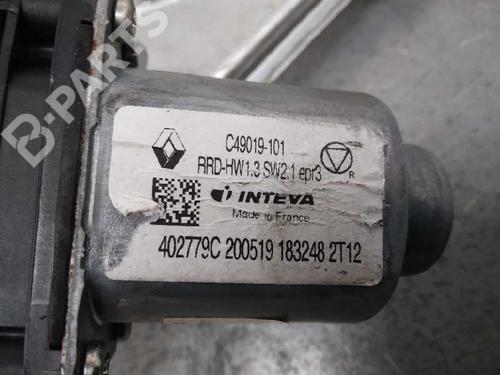 C49019-101
RRD-HW1.3 SW2.1 epr3
R
INTEVA
Made in France
402779C 200519 183248 2T12
B-PARTS